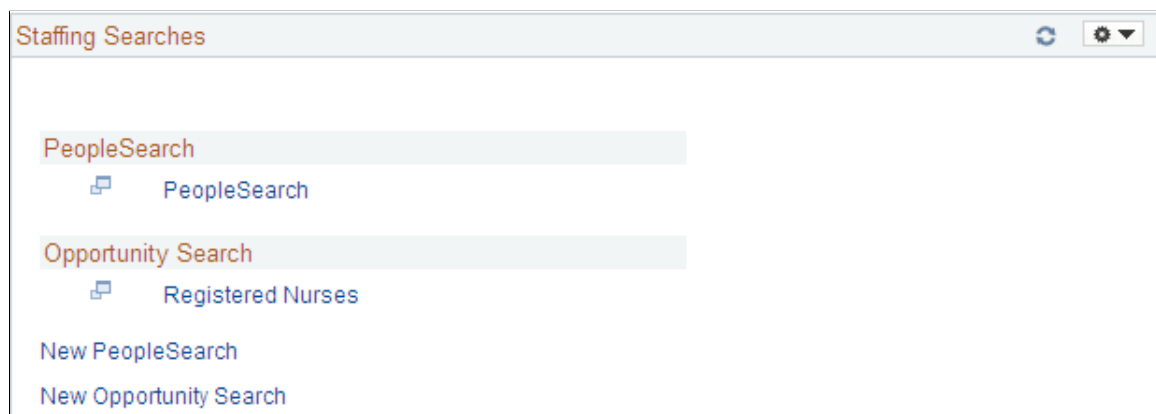 Staffing Searches
PeopleSearch
PeopleSearch
Opportunity Search
Registered Nurses
New PeopleSearch
New Opportunity Search